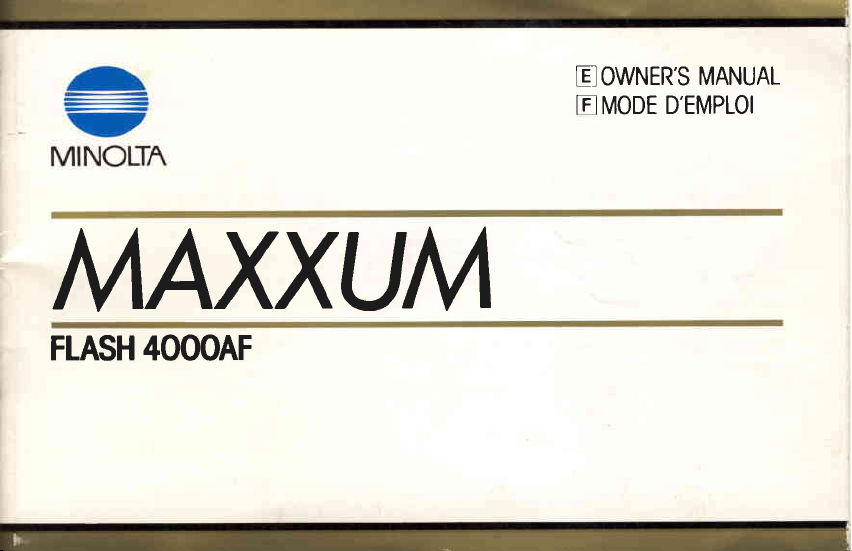 MINOLTA
E OWNER'S MANUAL
F MODE D'EMPLOI
MAXXUM
FLASH 4000AF